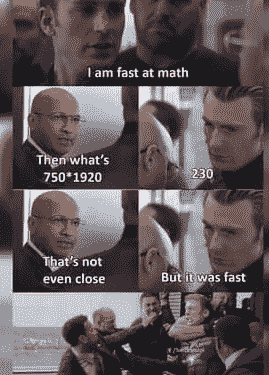 I am fast at math
Then what's
750*1920
230
That's not
even close
But it was fast